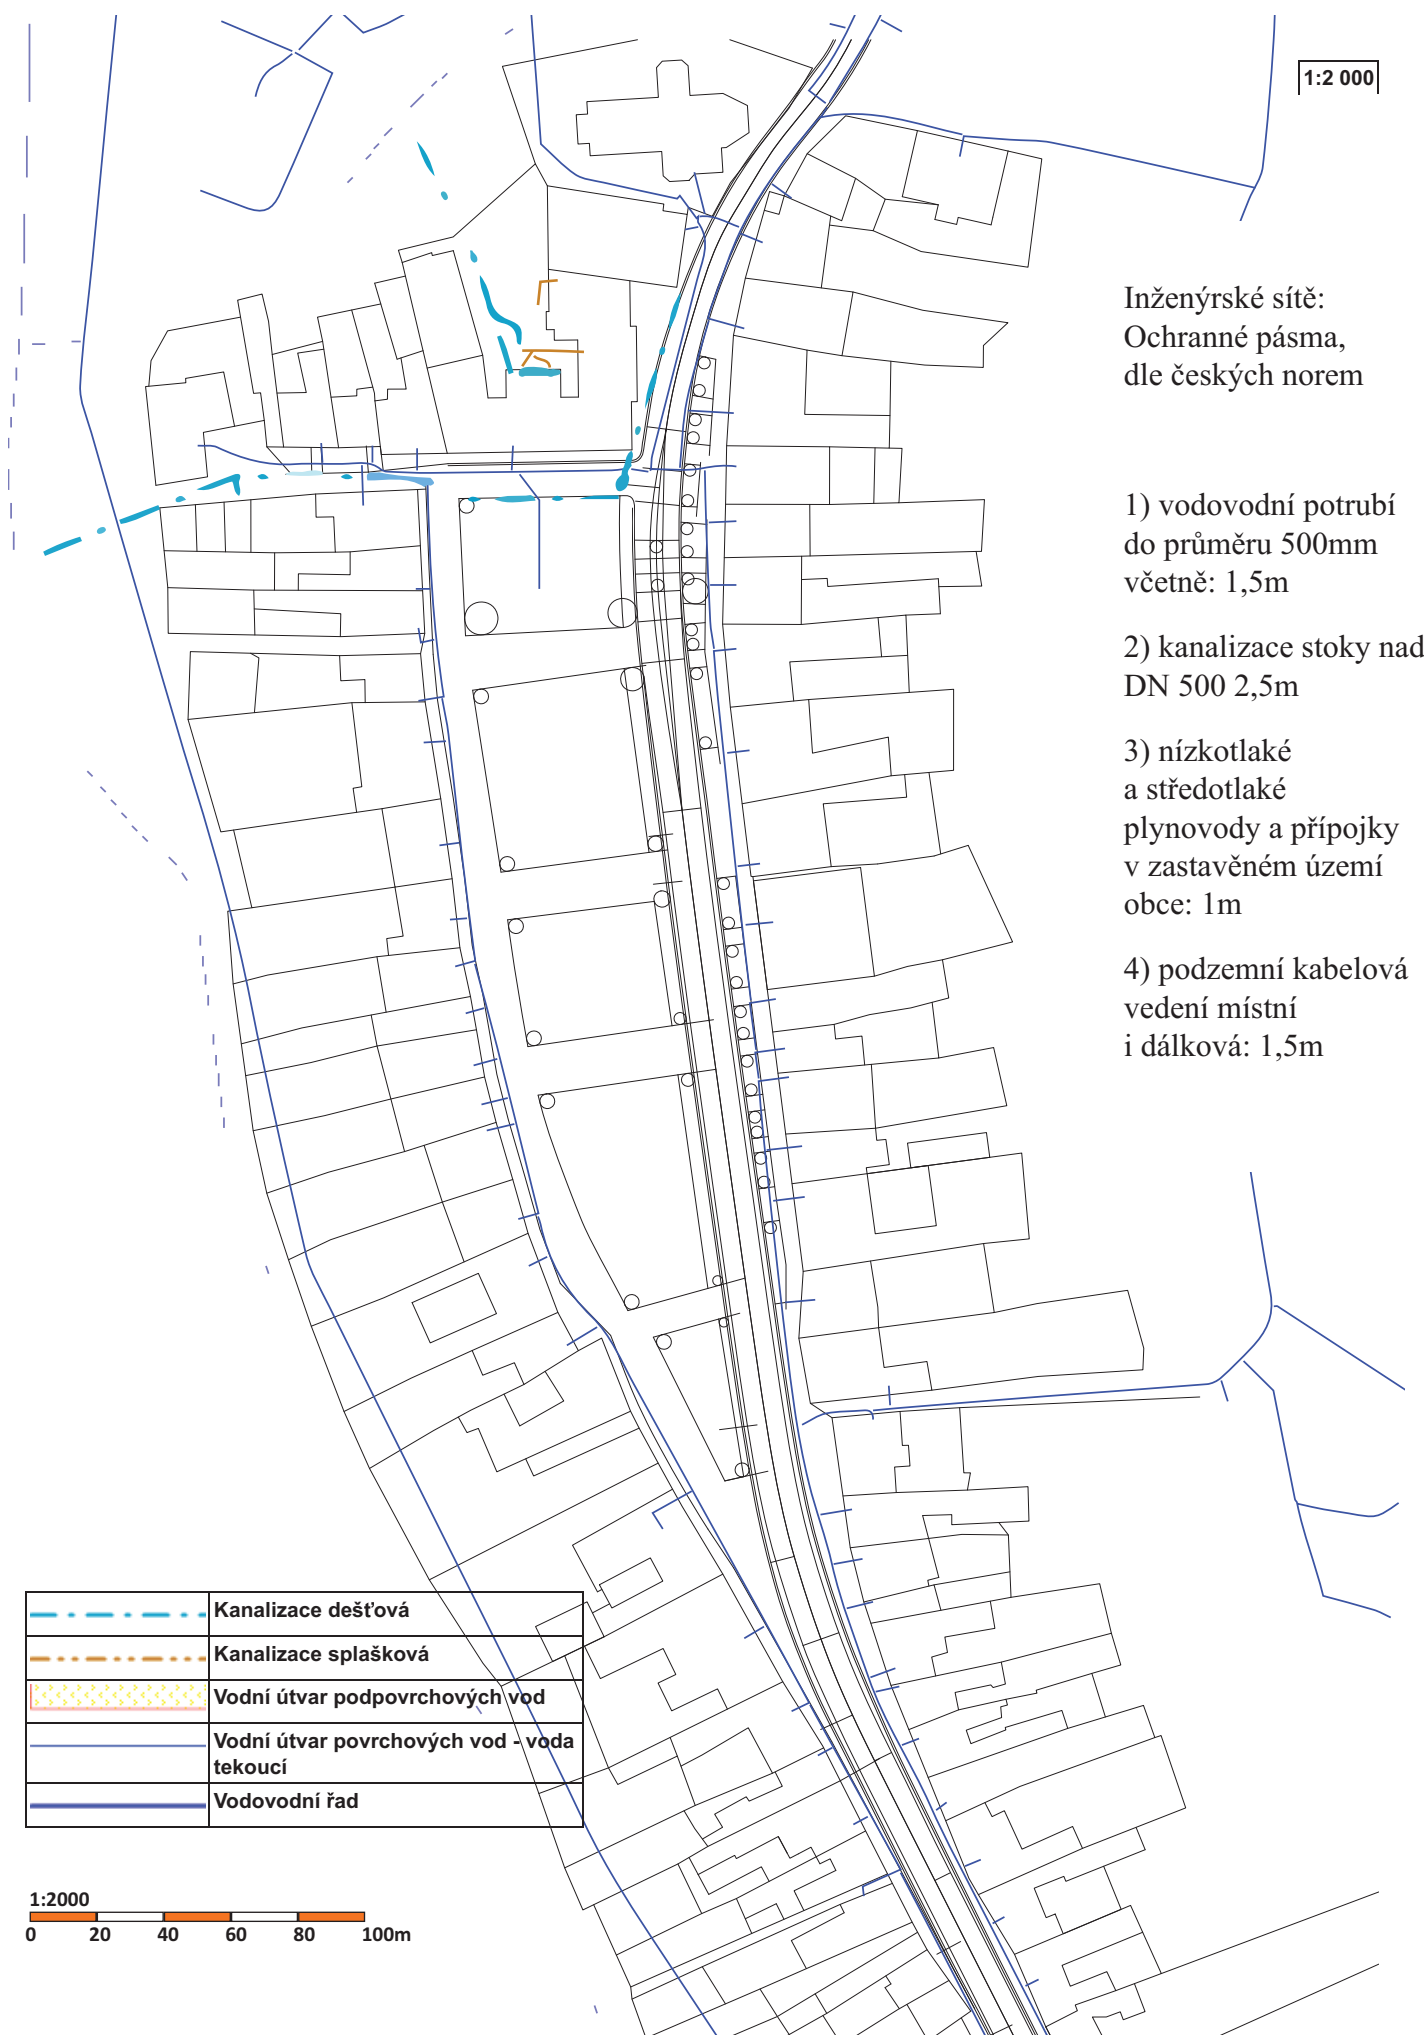 1:2 000
Inženýrské sítě:
Ochranné pásma,
dle českých norem
1) vodovodní potrubí
do průměru 500mm
včetně: 1,5m
2) kanalizace stoky nad
DN 500 2,5m
3) nízkotlaké
a středotlaké
plynovody a přípojky
v zastavěném území
obce: 1m
4) podzemní kabelová
vedení místní
i dálková: 1,5m
Kanalizace dešťová
Kanalizace splašková
Vodní útvar podpovrchových vod
Vodní útvar povrchových vod - voda
tekoucí
Vodovodní řad
1:2000
0 20 40 60 80 100m